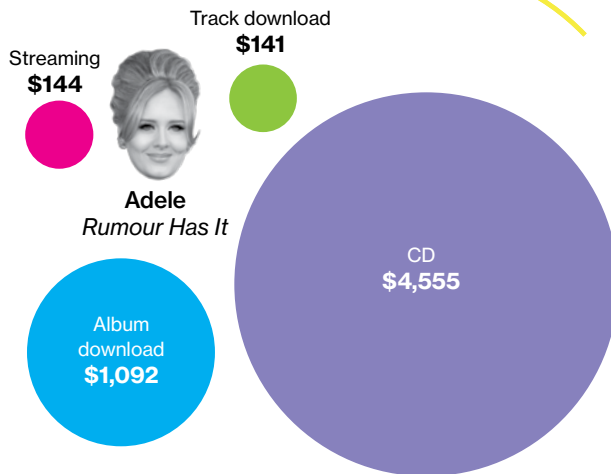 Track download
$141
Streaming
$144
Adele
Rumour Has It
CD
$4,555
Album
download
$1,092